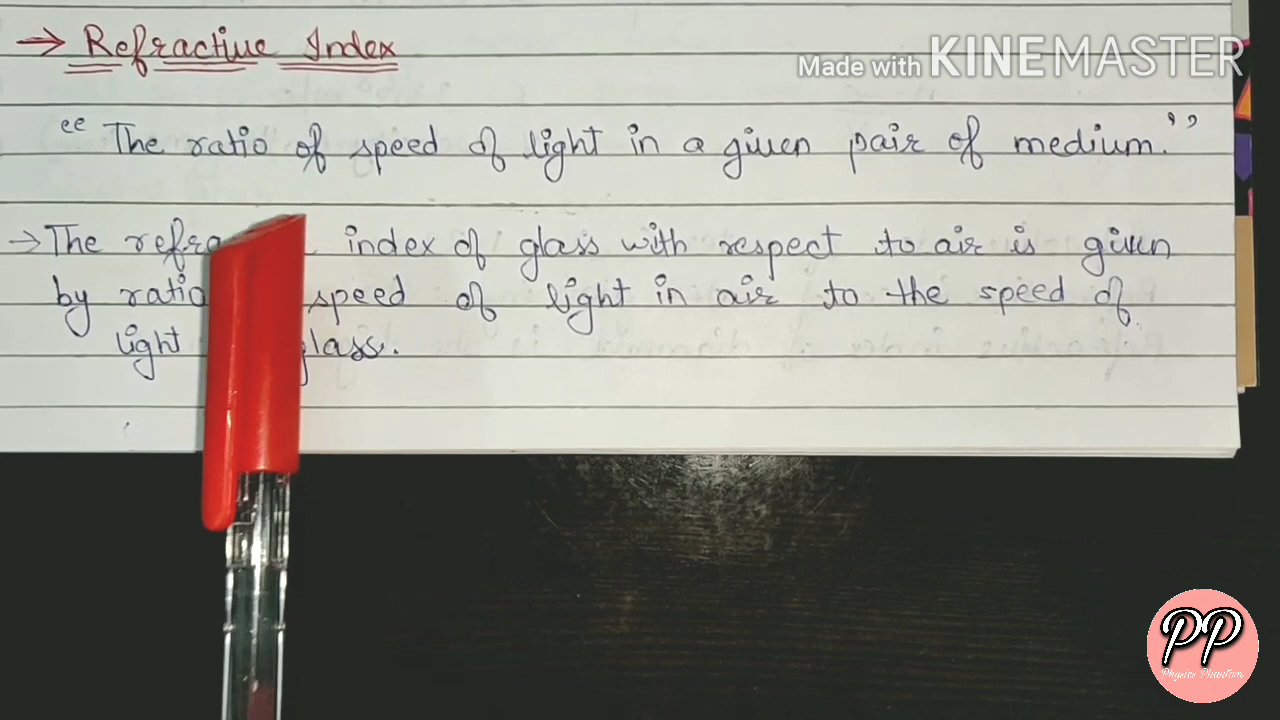 → Refractive Index
Made with KINEMASTER
"The ratio of speed of light in a given pair of medium."
→ The refra index of glass with respect to air is given
by ratio speed of light in air to the speed of
light glass.
PP
Physics Phantom